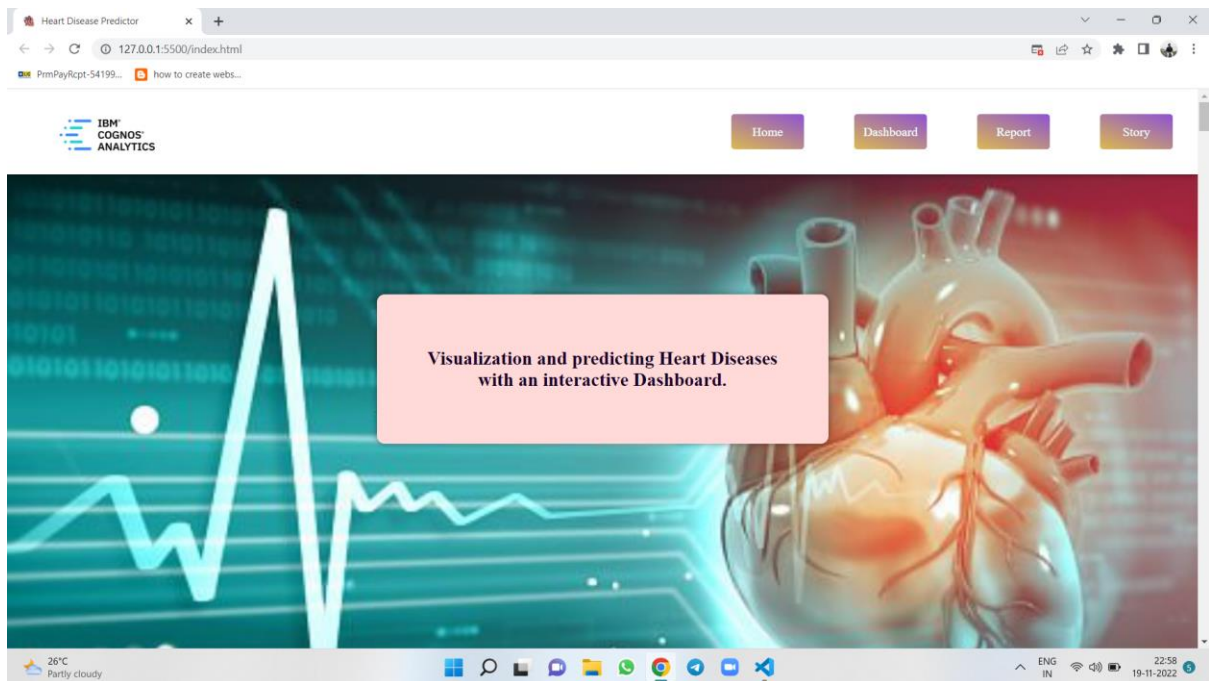 Heart Disease Predictor
127.0.0.1:5500/index.html
PrmPayRcpt-54199...
how to create webs...
IBM®
COGNOS®
ANALYTICS
Home
Dashboard
Report
Story
Visualization and predicting Heart Diseases
with an interactive Dashboard.
26°C
Partly cloudy
ENG
IN
22:58
19-11-2022
5